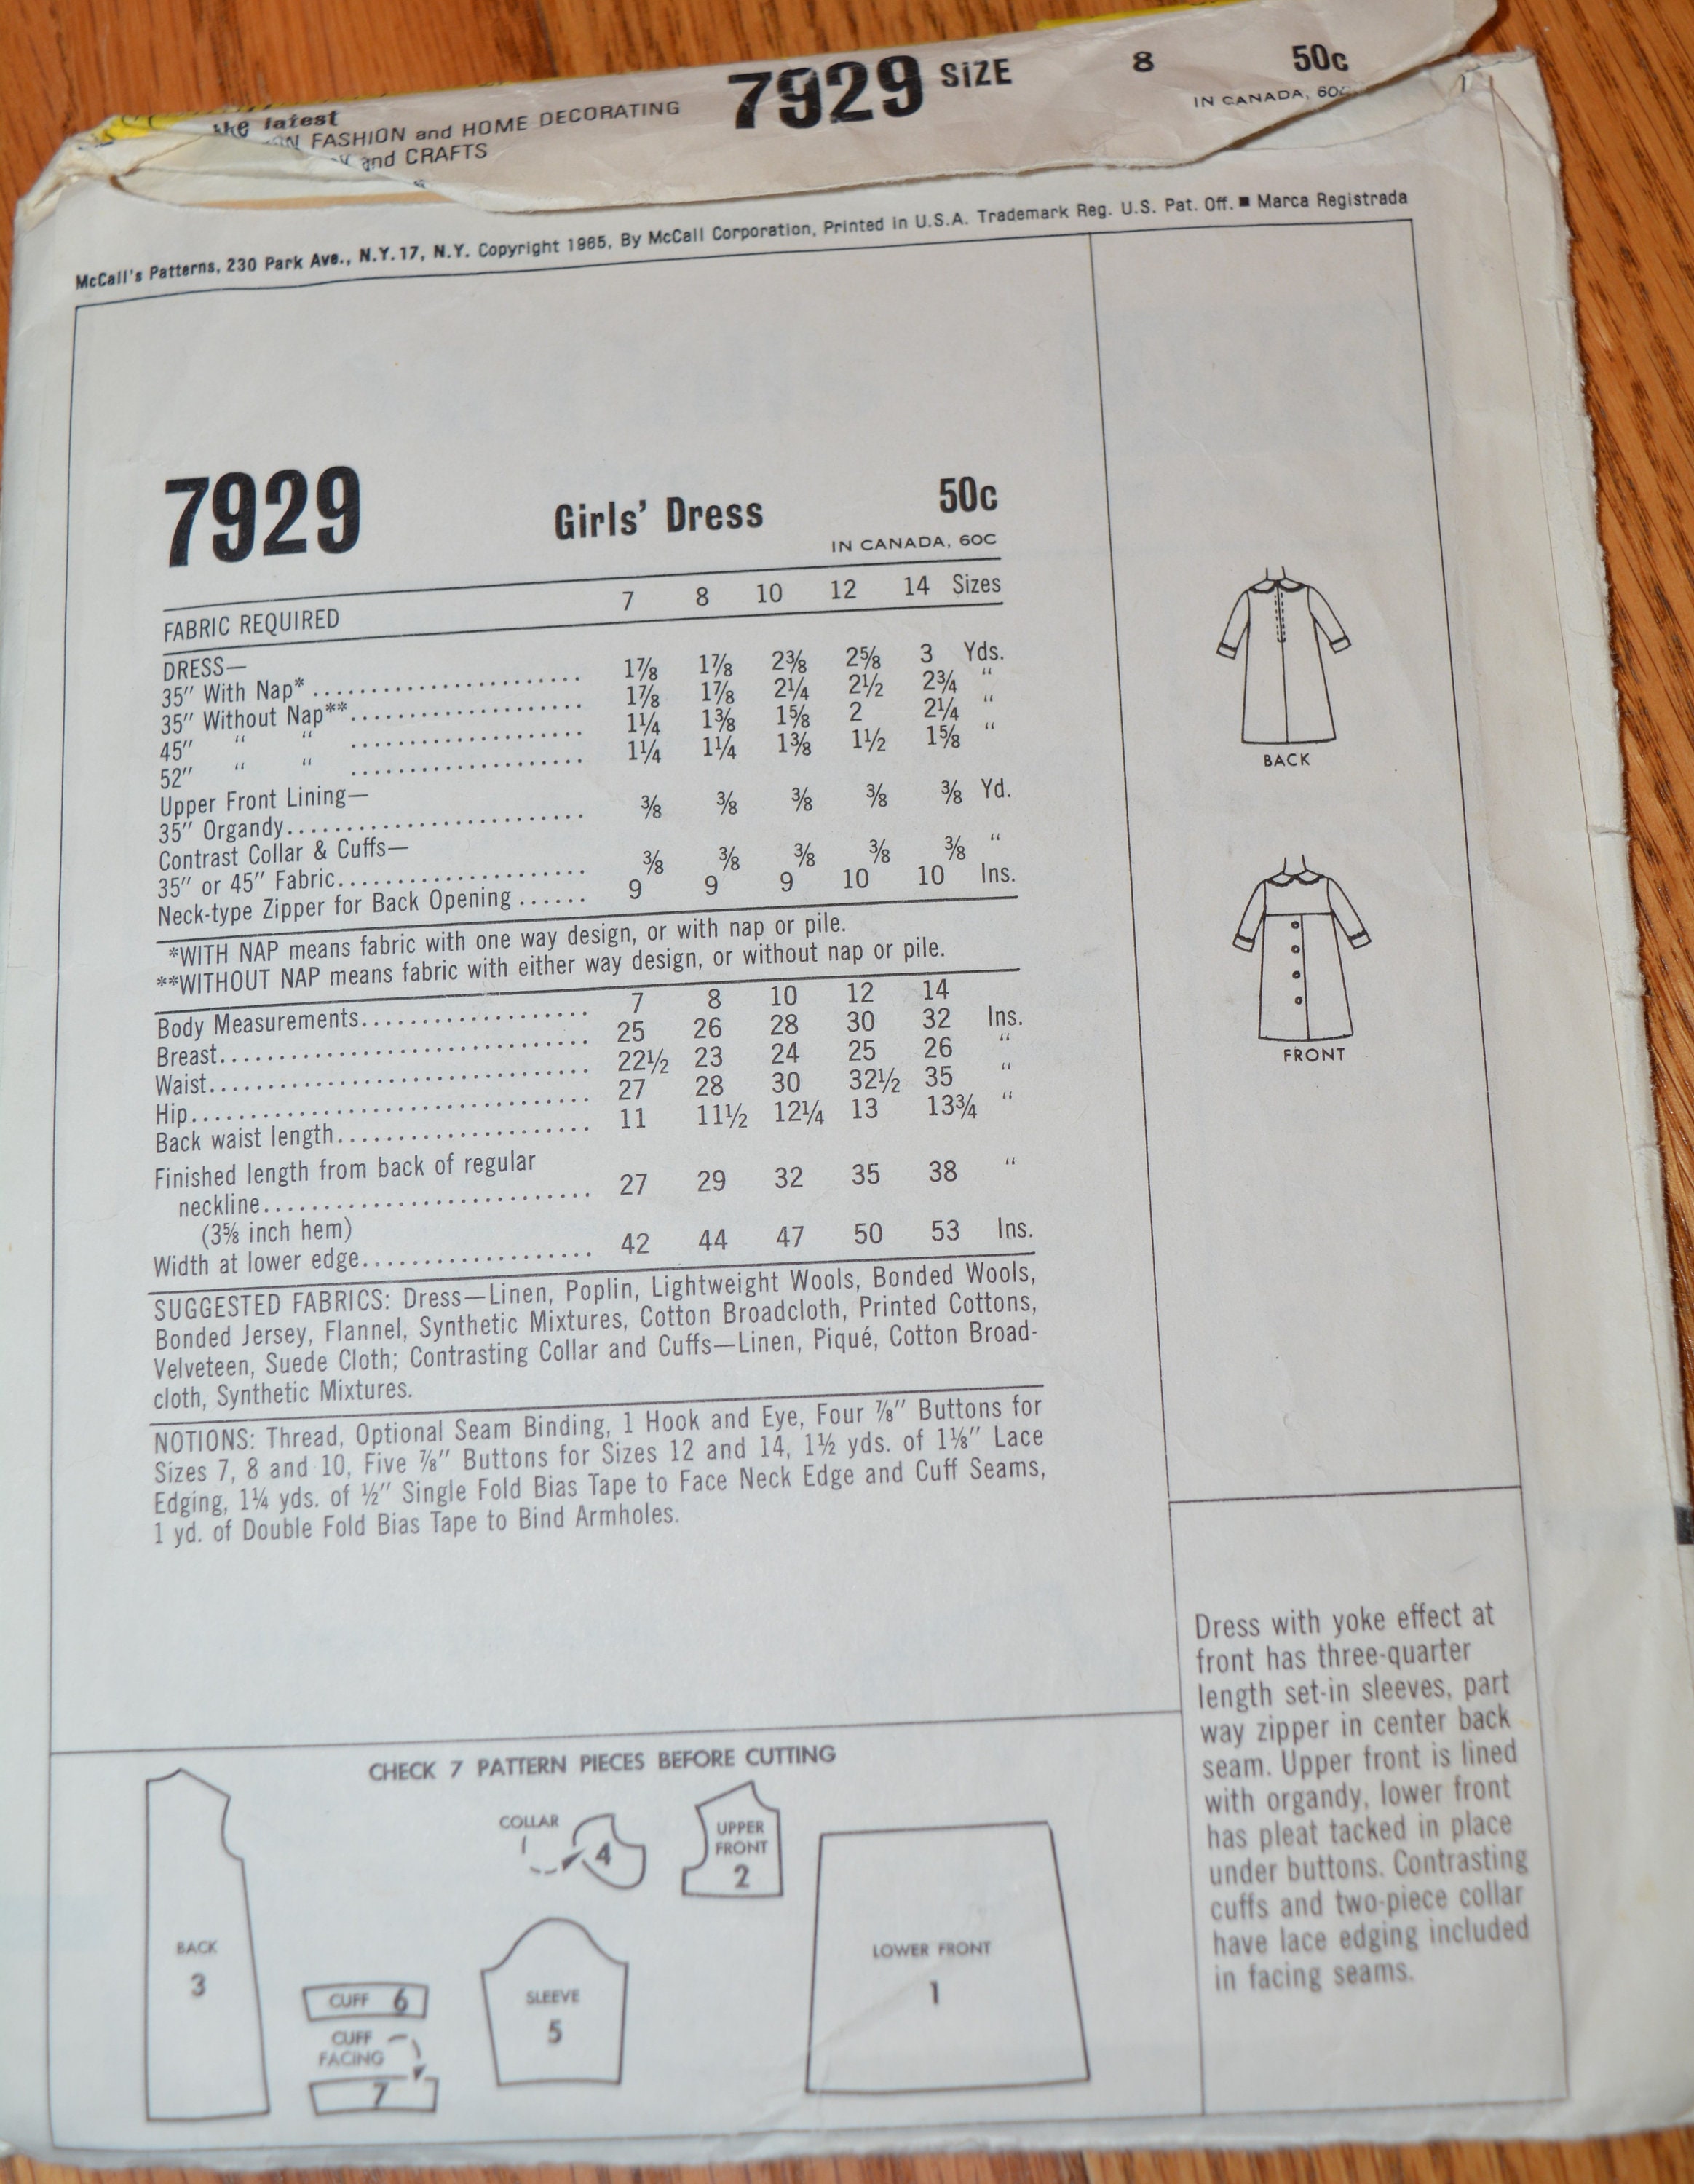 the latest
FASHION and HOME DECORATING
and CRAFTS
7929 SIZE 8 50c
IN CANADA, 60c
McCall's Patterns, 230 Park Ave., N.Y. 17, N.Y. Copyright 1965, By McCall Corporation, Printed in U.S.A. Trademark Reg. U.S. Pat. Off. ■ Marca Registrada
7929 Girls' Dress 50c
IN CANADA, 60C
FABRIC REQUIRED 7 8 10 12 14 Sizes
DRESS—
35" With Nap* 1⅞ 1⅞ 2⅜ 2⅝ 3 Yds.
35" Without Nap** 1⅞ 1⅞ 2¼ 2½ 2¾ "
45" " " 1¼ 1⅜ 1⅝ 2 2¼ "
52" " " 1¼ 1¼ 1⅜ 1½ 1⅝ "
Upper Front Lining—
35" Organdy ⅜ ⅜ ⅜ ⅜ ⅜ Yd.
Contrast Collar & Cuffs—
35" or 45" Fabric ⅜ ⅜ ⅜ ⅜ ⅜ "
Neck-type Zipper for Back Opening 9 9 9 10 10 Ins.
*WITH NAP means fabric with one way design, or with nap or pile.
**WITHOUT NAP means fabric with either way design, or without nap or pile.
Body Measurements 7 8 10 12 14
Breast 25 26 28 30 32 Ins.
Waist 22½ 23 24 25 26 "
Hip 27 28 30 32½ 35 "
Back waist length 11 11½ 12¼ 13 13¾ "
Finished length from back of regular
neckline 27 29 32 35 38 "
(3⅝ inch hem)
Width at lower edge 42 44 47 50 53 Ins.
SUGGESTED FABRICS: Dress—Linen, Poplin, Lightweight Wools, Bonded Wools,
Bonded Jersey, Flannel, Synthetic Mixtures, Cotton Broadcloth, Printed Cottons,
Velveteen, Suede Cloth; Contrasting Collar and Cuffs—Linen, Piqué, Cotton Broad-
cloth, Synthetic Mixtures.
NOTIONS: Thread, Optional Seam Binding, 1 Hook and Eye, Four ⅞" Buttons for
Sizes 7, 8 and 10, Five ⅞" Buttons for Sizes 12 and 14, 1½ yds. of 1⅛" Lace
Edging, 1¼ yds. of ½" Single Fold Bias Tape to Face Neck Edge and Cuff Seams,
1 yd. of Double Fold Bias Tape to Bind Armholes.
BACK
FRONT
Dress with yoke effect at
front has three-quarter
length set-in sleeves, part
way zipper in center back
seam. Upper front is lined
with organdy, lower front
has pleat tacked in place
under buttons. Contrasting
cuffs and two-piece collar
have lace edging included
in facing seams.
CHECK 7 PATTERN PIECES BEFORE CUTTING
BACK
3
COLLAR
4
UPPER
FRONT
2
CUFF 6
CUFF
FACING
7
SLEEVE
5
LOWER FRONT
1